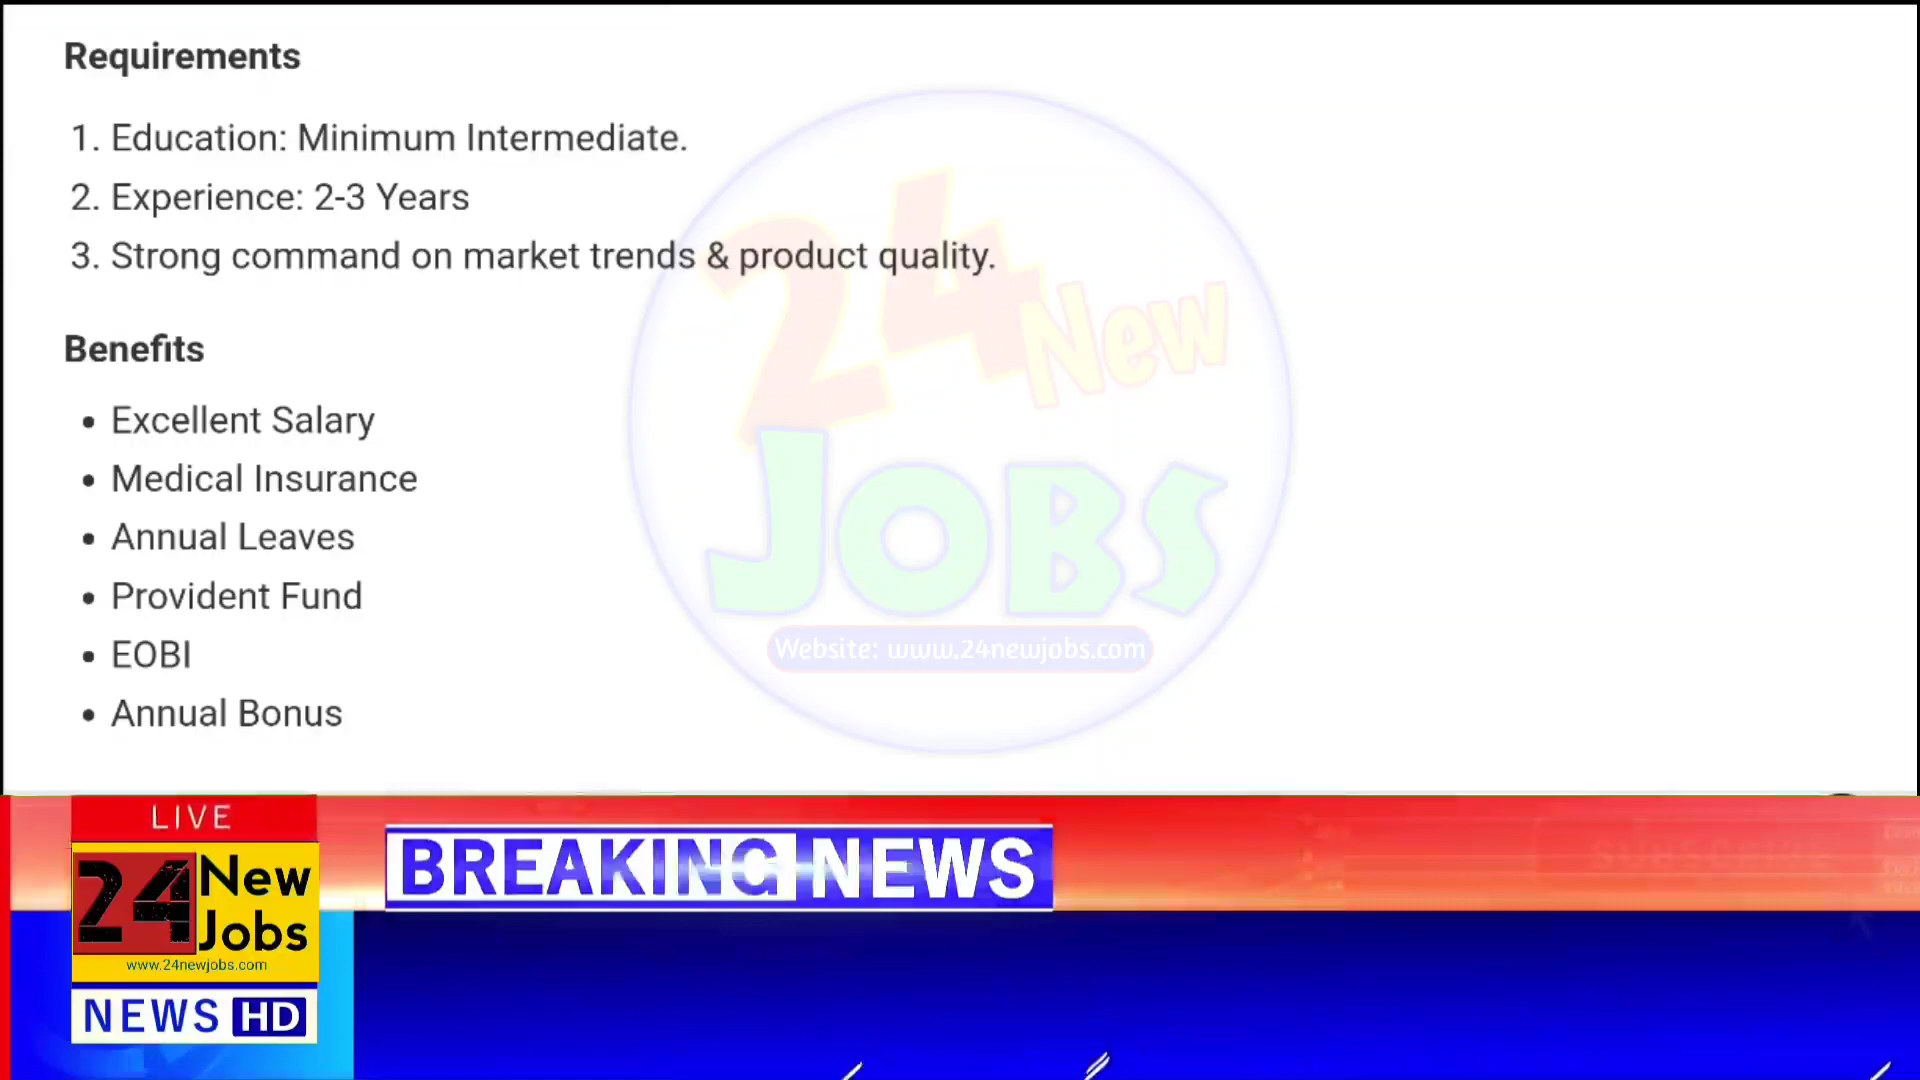 Requirements
1. Education: Minimum Intermediate.
2. Experience: 2-3 Years
3. Strong command on market trends & product quality.
Benefits
• Excellent Salary
• Medical Insurance
• Annual Leaves
• Provident Fund
• EOBI
• Annual Bonus
24 New
JOBS
Website: www.24newjobs.com
LIVE
24 New
Jobs
www.24newjobs.com
NEWS HD
BREAKING NEWS
SUBSCRIBE